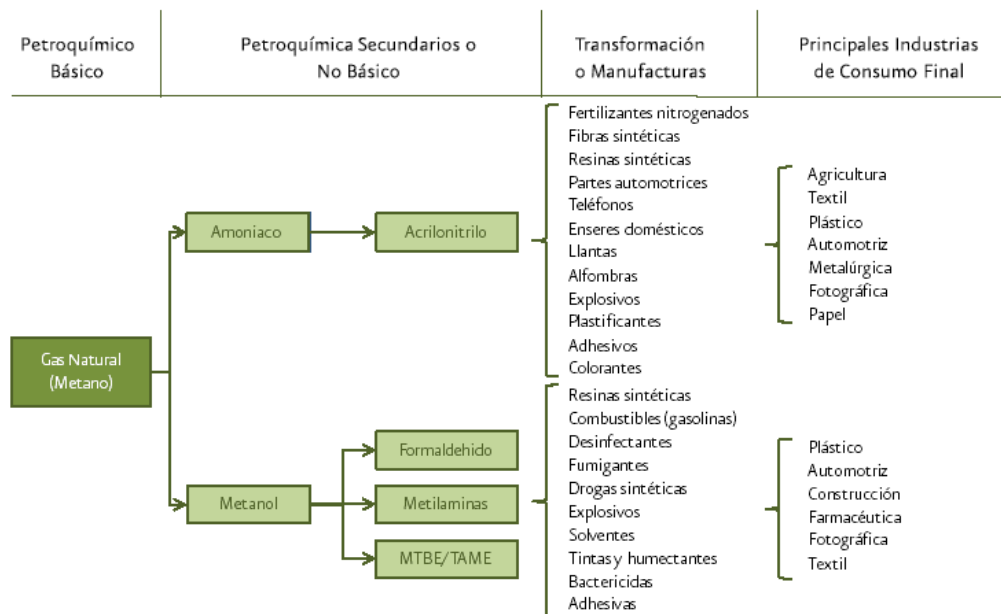 Petroquímico
Básico
Petroquímica Secundarios o
No Básico
Transformación
o Manufacturas
Principales Industrias
de Consumo Final
Gas Natural
(Metano)
Amoniaco
Acrilonitrilo
Fertilizantes nitrogenados
Fibras sintéticas
Resinas sintéticas
Partes automotrices
Teléfonos
Enseres domésticos
Llantas
Alfombras
Explosivos
Plastificantes
Adhesivos
Colorantes
Agricultura
Textil
Plástico
Automotriz
Metalúrgica
Fotográfica
Papel
Metanol
Formaldehido
Metilaminas
MTBE/TAME
Resinas sintéticas
Combustibles (gasolinas)
Desinfectantes
Fumigantes
Drogas sintéticas
Explosivos
Solventes
Tintas y humectantes
Bactericidas
Adhesivas
Plástico
Automotriz
Construcción
Farmacéutica
Fotográfica
Textil